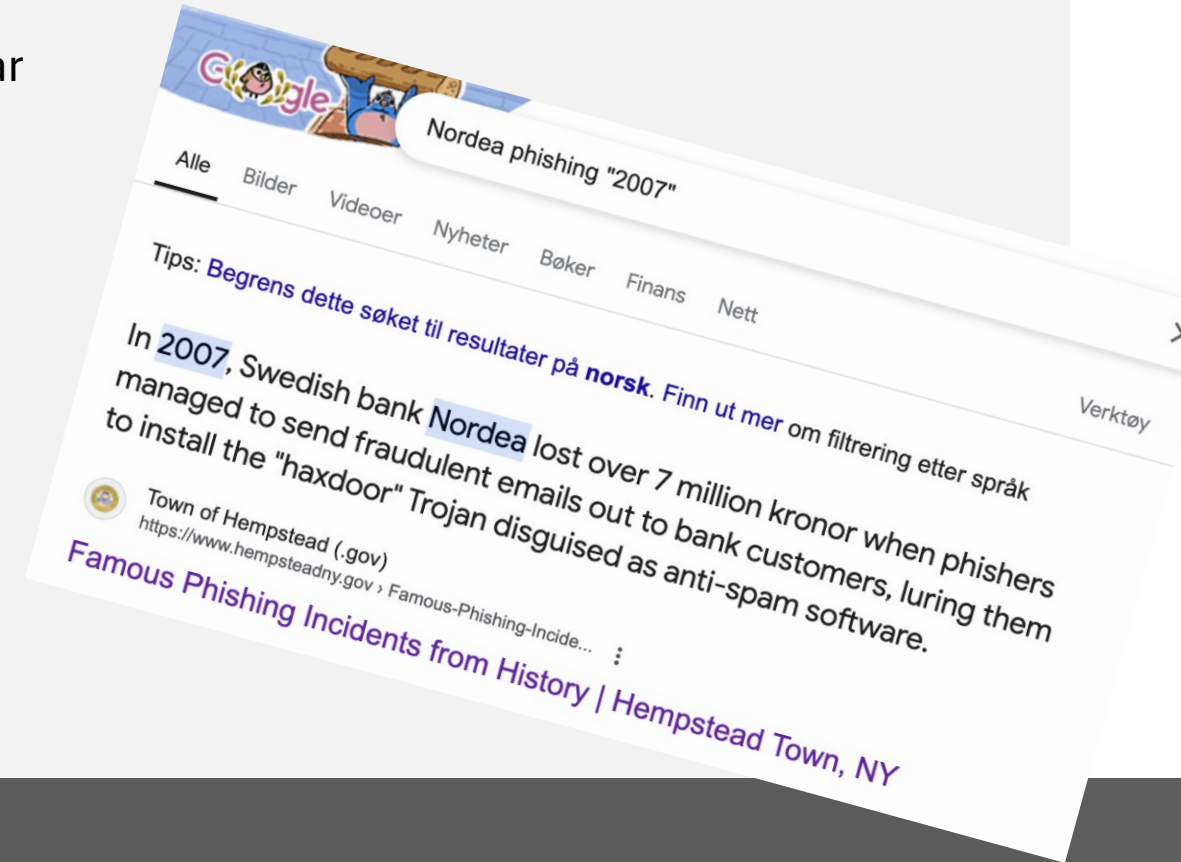 ar
Google
Nordea phishing "2007"
Alle Bilder Videoer Nyheter Bøker Finans Nett
Verktøy
Tips: Begrens dette søket til resultater på norsk. Finn ut mer om filtrering etter språk
In 2007, Swedish bank Nordea lost over 7 million kronor when phishers
managed to send fraudulent emails out to bank customers, luring them
to install the "haxdoor" Trojan disguised as anti-spam software.
Town of Hempstead (.gov)
https://www.hempsteadny.gov › Famous-Phishing-Incide...
Famous Phishing Incidents from History | Hempstead Town, NY